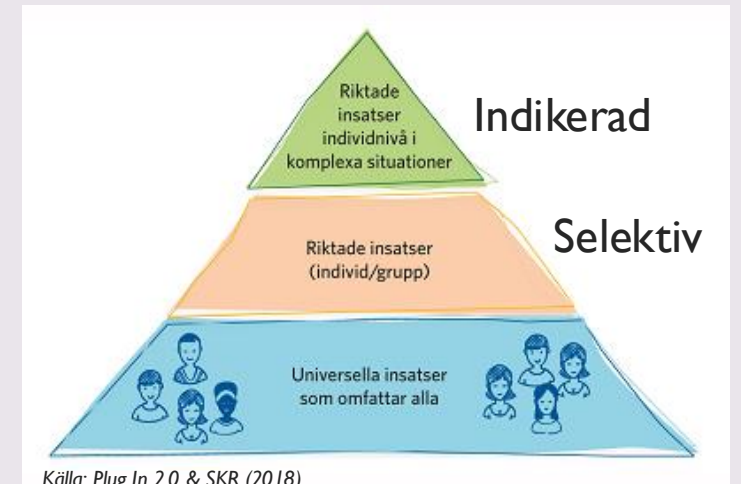 Riktade
insatser
individnivå i
komplexa situationer
Indikerad
Riktade insatser
(individ/grupp)
Selektiv
Universella insatser
som omfattar alla
Källa: Plug In 2.0 & SKR (2018)